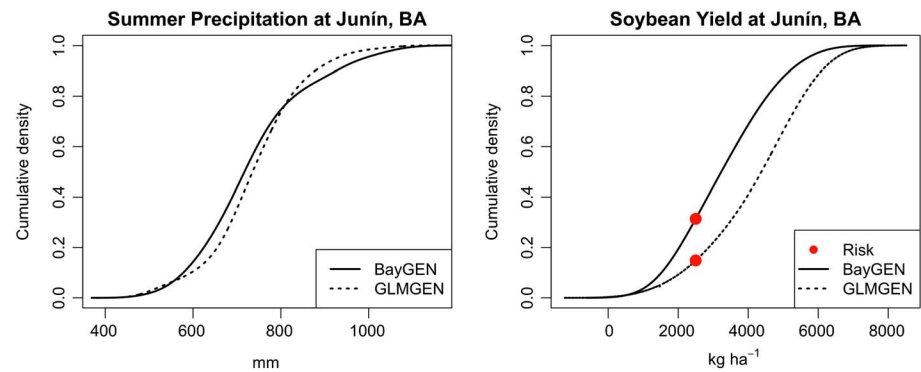 Summer Precipitation at Junín, BA
Cumulative density
1.0
0.8
0.6
0.4
0.2
0.0
400 600 800 1000
mm
BayGEN
GLMGEN
Soybean Yield at Junín, BA
Cumulative density
1.0
0.8
0.6
0.4
0.2
0.0
0 2000 4000 6000 8000
kg ha⁻¹
Risk
BayGEN
GLMGEN